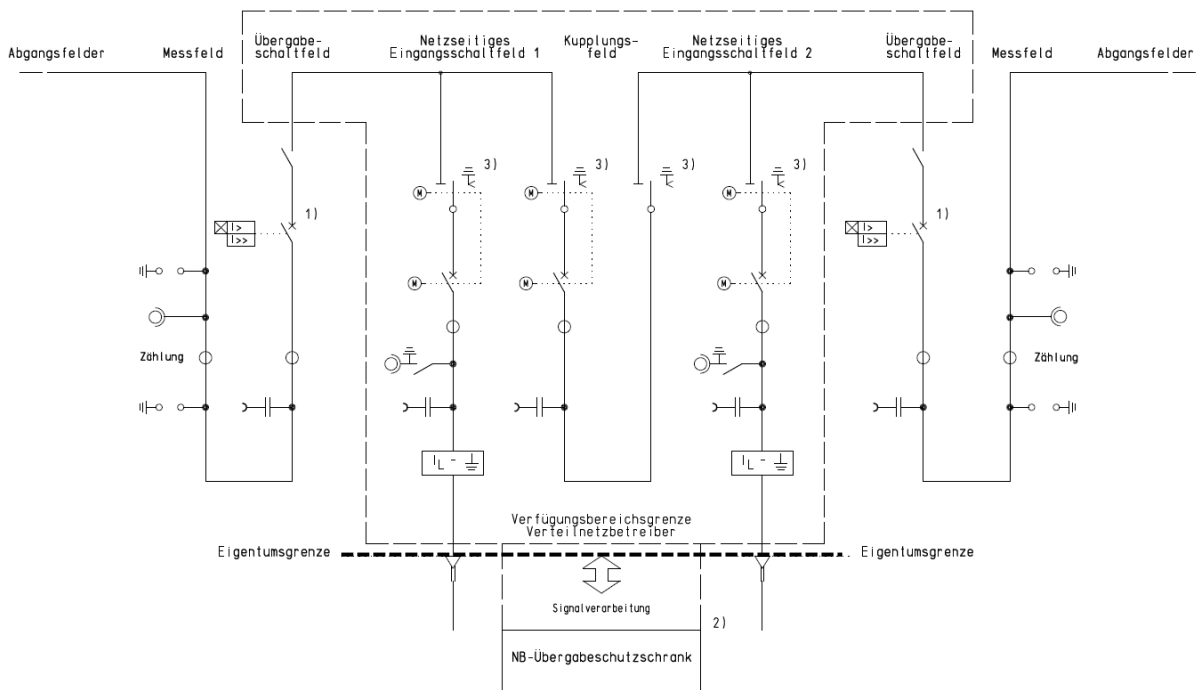 Abgangsfelder
Messfeld
Übergabe-
schaltfeld
Netzseitiges
Eingangsschaltfeld 1
Kupplungs-
feld
Netzseitiges
Eingangsschaltfeld 2
Übergabe-
schaltfeld
Messfeld
Abgangsfelder
3)
3)
3)
3)
M
M
M
1)
I>
I>>
1)
I>
I>>
M
M
M
Zählung
Zählung
IL -
IL -
Verfügungsbereichsgrenze
Verteilnetzbetreiber
Eigentumsgrenze
Eigentumsgrenze
Signalverarbeitung
2)
NB-Übergabeschutzschrank